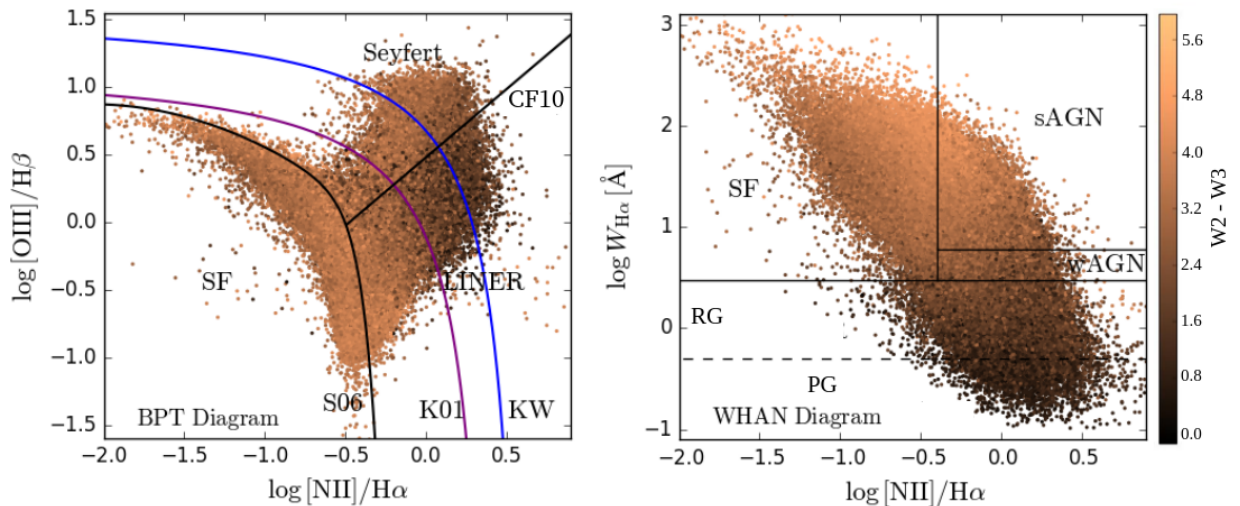 1.5
1.0
0.5
0.0
−0.5
−1.0
−1.5
log [OIII]/Hβ
Seyfert
CF10
SF
LINER
S06
K01
KW
BPT Diagram
−2.0 −1.5 −1.0 −0.5 0.0 0.5
log [NII]/Hα
3
2
1
0
−1
log W_Hα [Å]
sAGN
SF
wAGN
RG
PG
WHAN Diagram
−2.0 −1.5 −1.0 −0.5 0.0 0.5
log [NII]/Hα
5.6
4.8
4.0
3.2
2.4
1.6
0.8
0.0
W2 - W3